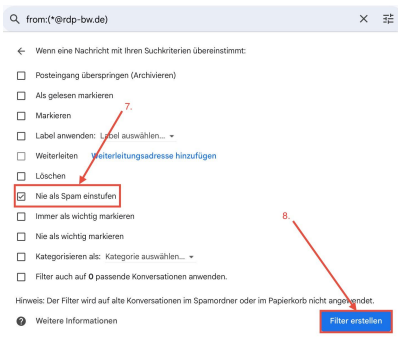 from:(*@rdp-bw.de)
Wenn eine Nachricht mit Ihren Suchkriterien übereinstimmt:
Posteingang überspringen (Archivieren)
Als gelesen markieren
7.
Markieren
Label anwenden: Label auswählen...
Weiterleiten Weiterleitungsadresse hinzufügen
Löschen
Nie als Spam einstufen
Immer als wichtig markieren
8.
Nie als wichtig markieren
Kategorisieren als: Kategorie auswählen...
Filter auch auf 0 passende Konversationen anwenden.
Hinweis: Der Filter wird auf alte Konversationen im Spamordner oder im Papierkorb nicht angewendet.
? Weitere Informationen Filter erstellen